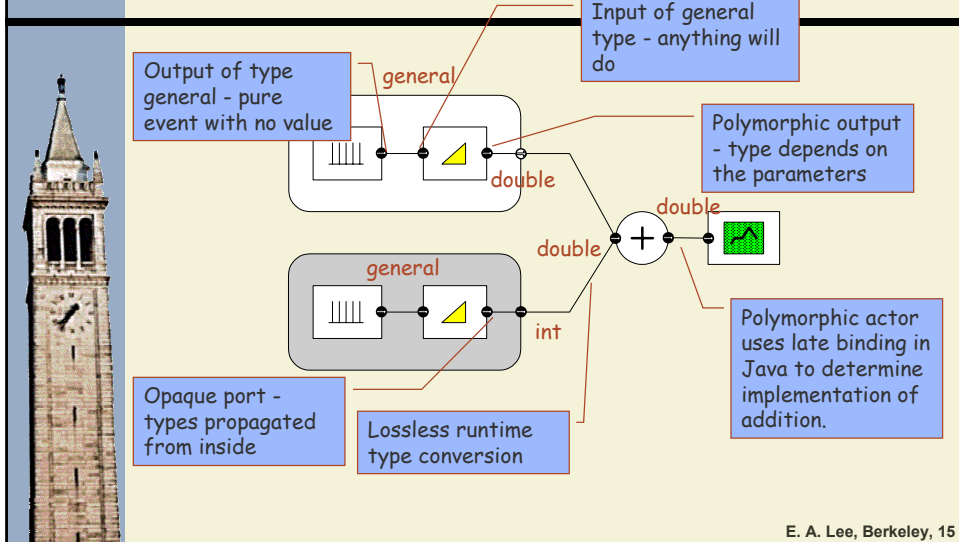 Input of general
type - anything will
do
Output of type
general - pure
event with no value
general
Polymorphic output
- type depends on
the parameters
double
double
double
+
general
int
Polymorphic actor
uses late binding in
Java to determine
implementation of
addition.
Opaque port -
types propagated
from inside
Lossless runtime
type conversion
E. A. Lee, Berkeley, 15